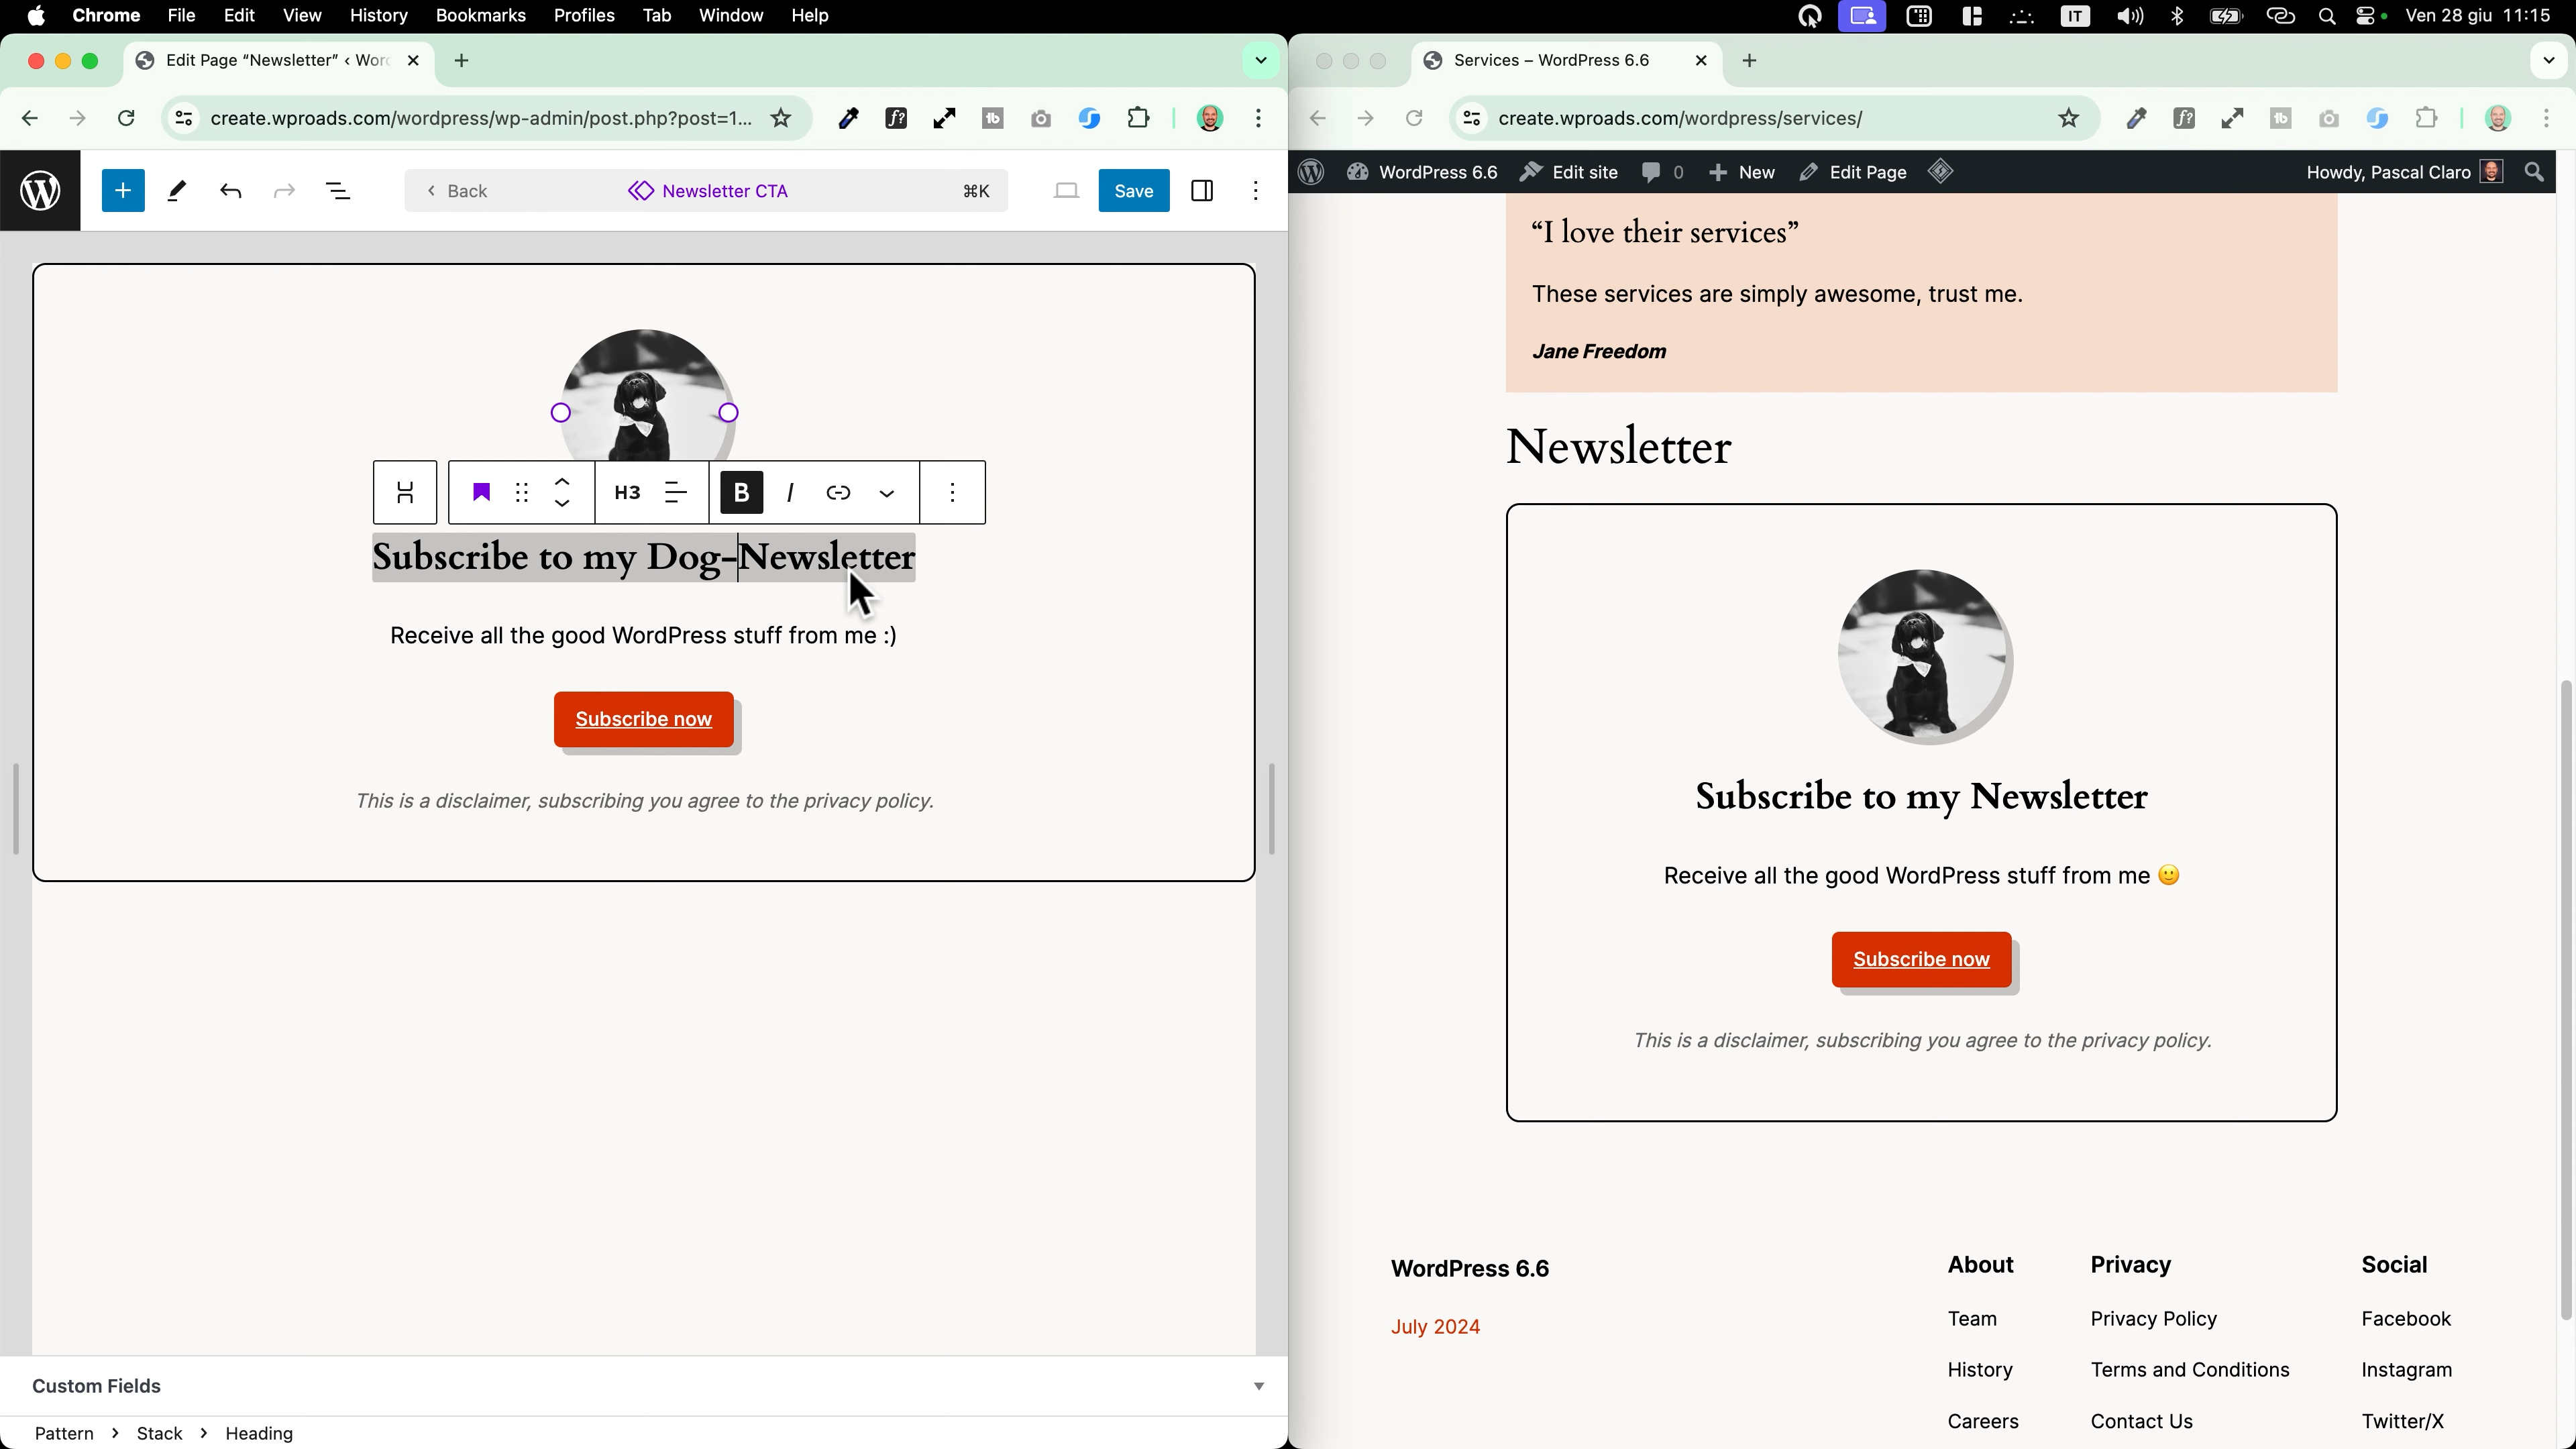 Chrome File Edit View History Bookmarks Profiles Tab Window Help
IT
Ven 28 giu 11:15
Edit Page “Newsletter” ‹ Word
create.wproads.com/wordpress/wp-admin/post.php?post=1...
f?
Back
Newsletter CTA
⌘K
Save
H3
B I
Subscribe to my Dog-Newsletter
Receive all the good WordPress stuff from me :)
Subscribe now
This is a disclaimer, subscribing you agree to the privacy policy.
Custom Fields
Pattern › Stack › Heading
Services – WordPress 6.6
create.wproads.com/wordpress/services/
f?
WordPress 6.6
Edit site
0
New
Edit Page
Howdy, Pascal Claro
“I love their services”
These services are simply awesome, trust me.
Jane Freedom
Newsletter
Subscribe to my Newsletter
Receive all the good WordPress stuff from me 🙂
Subscribe now
This is a disclaimer, subscribing you agree to the privacy policy.
WordPress 6.6
July 2024
About
Team
History
Careers
Privacy
Privacy Policy
Terms and Conditions
Contact Us
Social
Facebook
Instagram
Twitter/X